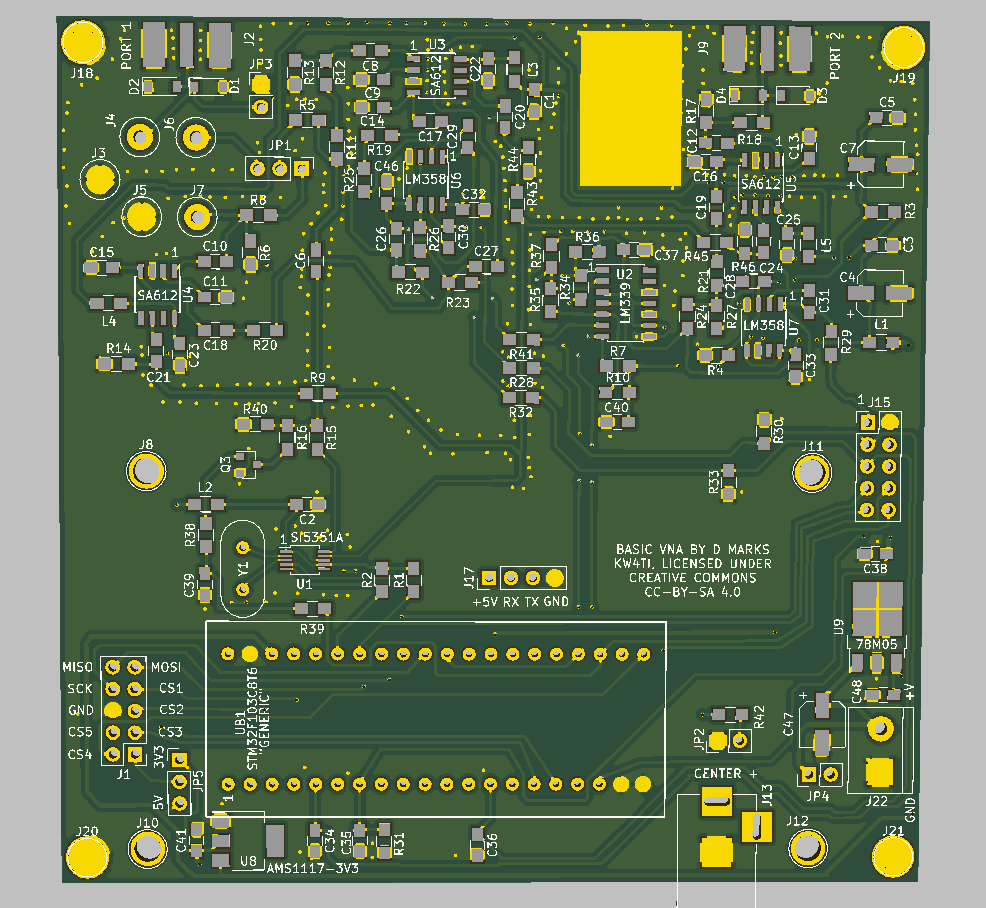 PORT 1
J2
J18
D2
D1
JP3
R13
R12
C8
1
U3
SA612
C22
L3
C1
C20
J9
PORT 2
J19
D4
D3
R17
R18
C5
C7
+
C13
C12
C16
1
SA612
U5
J4
J6
R5
C9
C14
R19
C17
C29
R11
R44
R43
JP1
J3
J5
J7
R8
R25
C46
1
LM358
U6
C32
C30
C26
R26
R22
R23
C27
C19
C25
L5
R45
R46
C24
R3
C3
C4
+
C15
C10
R6
C6
1
SA612
U4
C11
L4
C18
R20
R14
C21
C23
R37
R36
C37
R35
R34
U2
LM339
1
R21
C28
R24
R27
1
LM358
U7
C31
R29
L1
R4
C33
R41
R26
R32
R7
R10
C40
R9
R40
R16
R15
Q3
J8
L2
C2
R38
C39
Y1
1
SI5351A
U1
R39
R2
R1
J17
+5V RX TX GND
R30
R33
J11
1
J15
C38
BASIC VNA BY D MARKS
KW4TI, LICENSED UNDER
CREATIVE COMMONS
CC-BY-SA 4.0
U9
78M05
C48
+V
MISO
MOSI
SCK
CS1
GND
CS2
CS5
CS3
CS4
J1
3V3
5V
JP5
UB1
STM32F103C8T6
"GENERIC"
1
R42
JP2
C47
+
CENTER +
J13
JP4
J22
GND
J20
J10
C41
U8
AMS1117-3V3
C34
C35
R31
C36
J12
J21